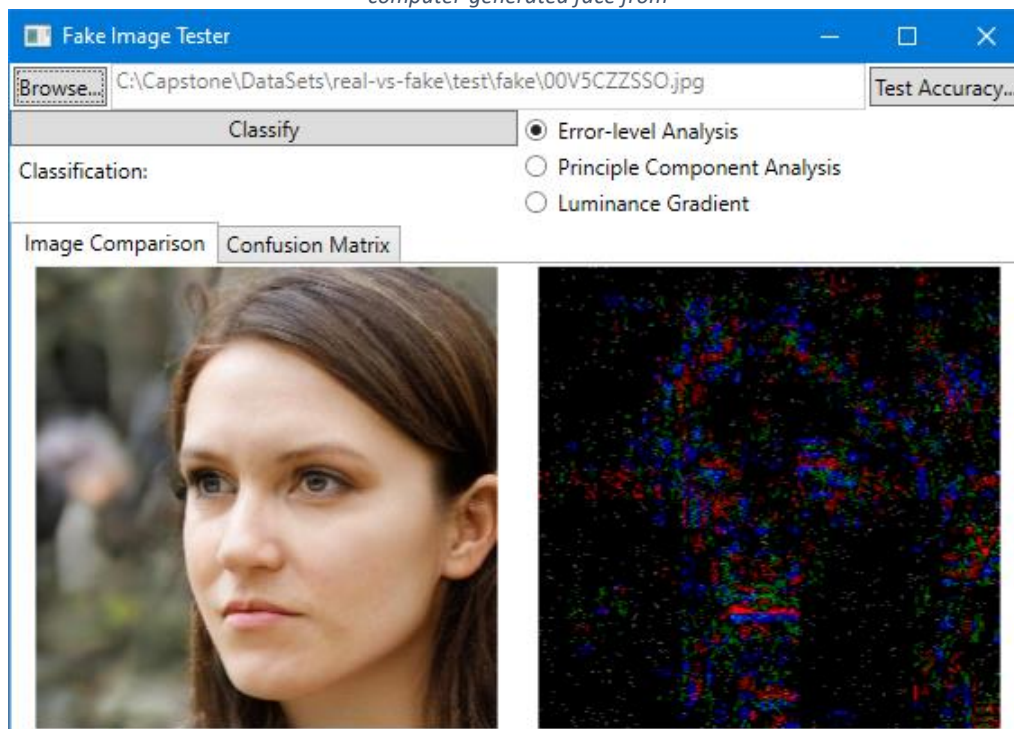 computer generated face from
Fake Image Tester
Browse... C:\Capstone\DataSets\real-vs-fake\test\fake\00V5CZZSSO.jpg Test Accuracy...
Classify
Error-level Analysis
Classification:
Principle Component Analysis
Luminance Gradient
Image Comparison Confusion Matrix